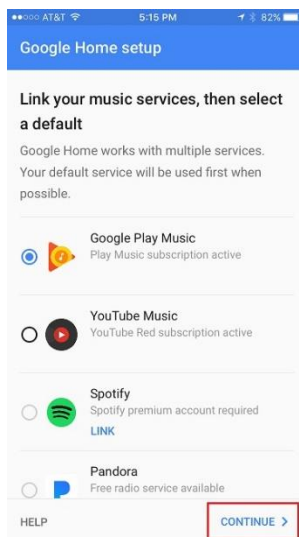 AT&T 5:15 PM 82%
Google Home setup
Link your music services, then select
a default
Google Home works with multiple services.
Your default service will be used first when
possible.
Google Play Music
Play Music subscription active
YouTube Music
YouTube Red subscription active
Spotify
Spotify premium account required
LINK
Pandora
Free radio service available
HELP CONTINUE >